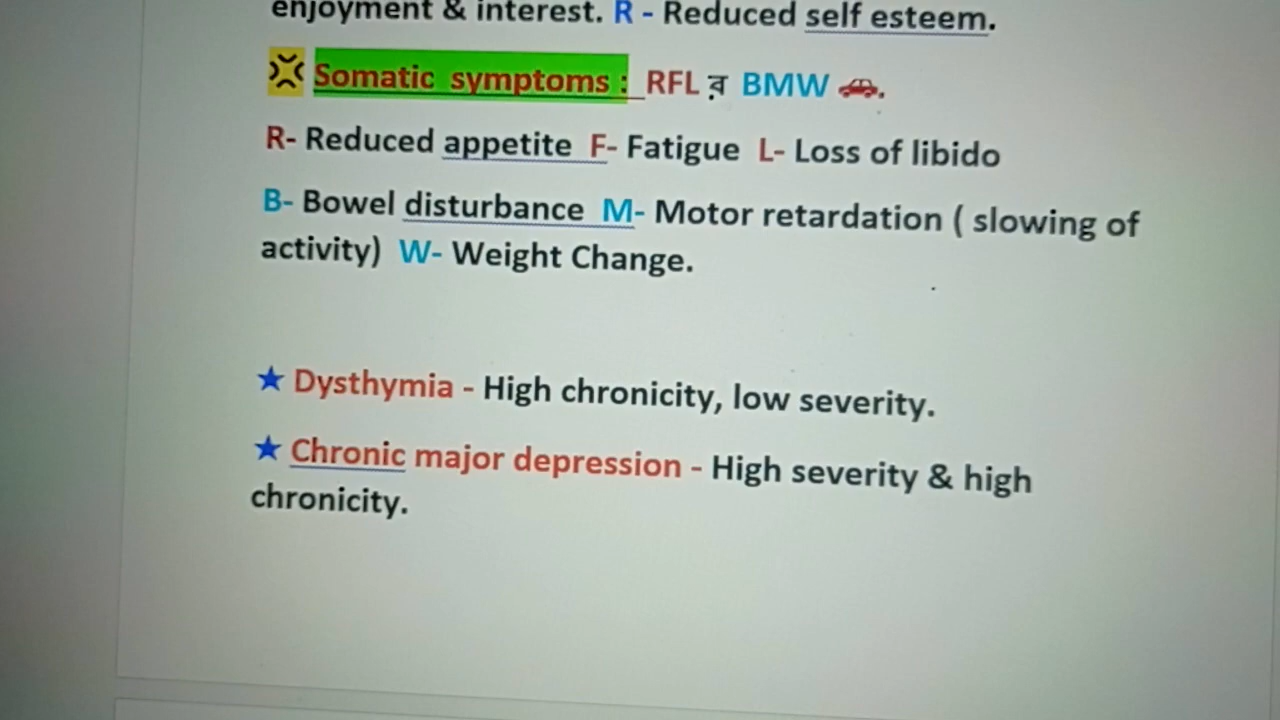 enjoyment & interest. R - Reduced self esteem.
Somatic symptoms : RFL র BMW 🚗.
R- Reduced appetite F- Fatigue L- Loss of libido
B- Bowel disturbance M- Motor retardation ( slowing of
activity) W- Weight Change.
★ Dysthymia - High chronicity, low severity.
★ Chronic major depression - High severity & high
chronicity.